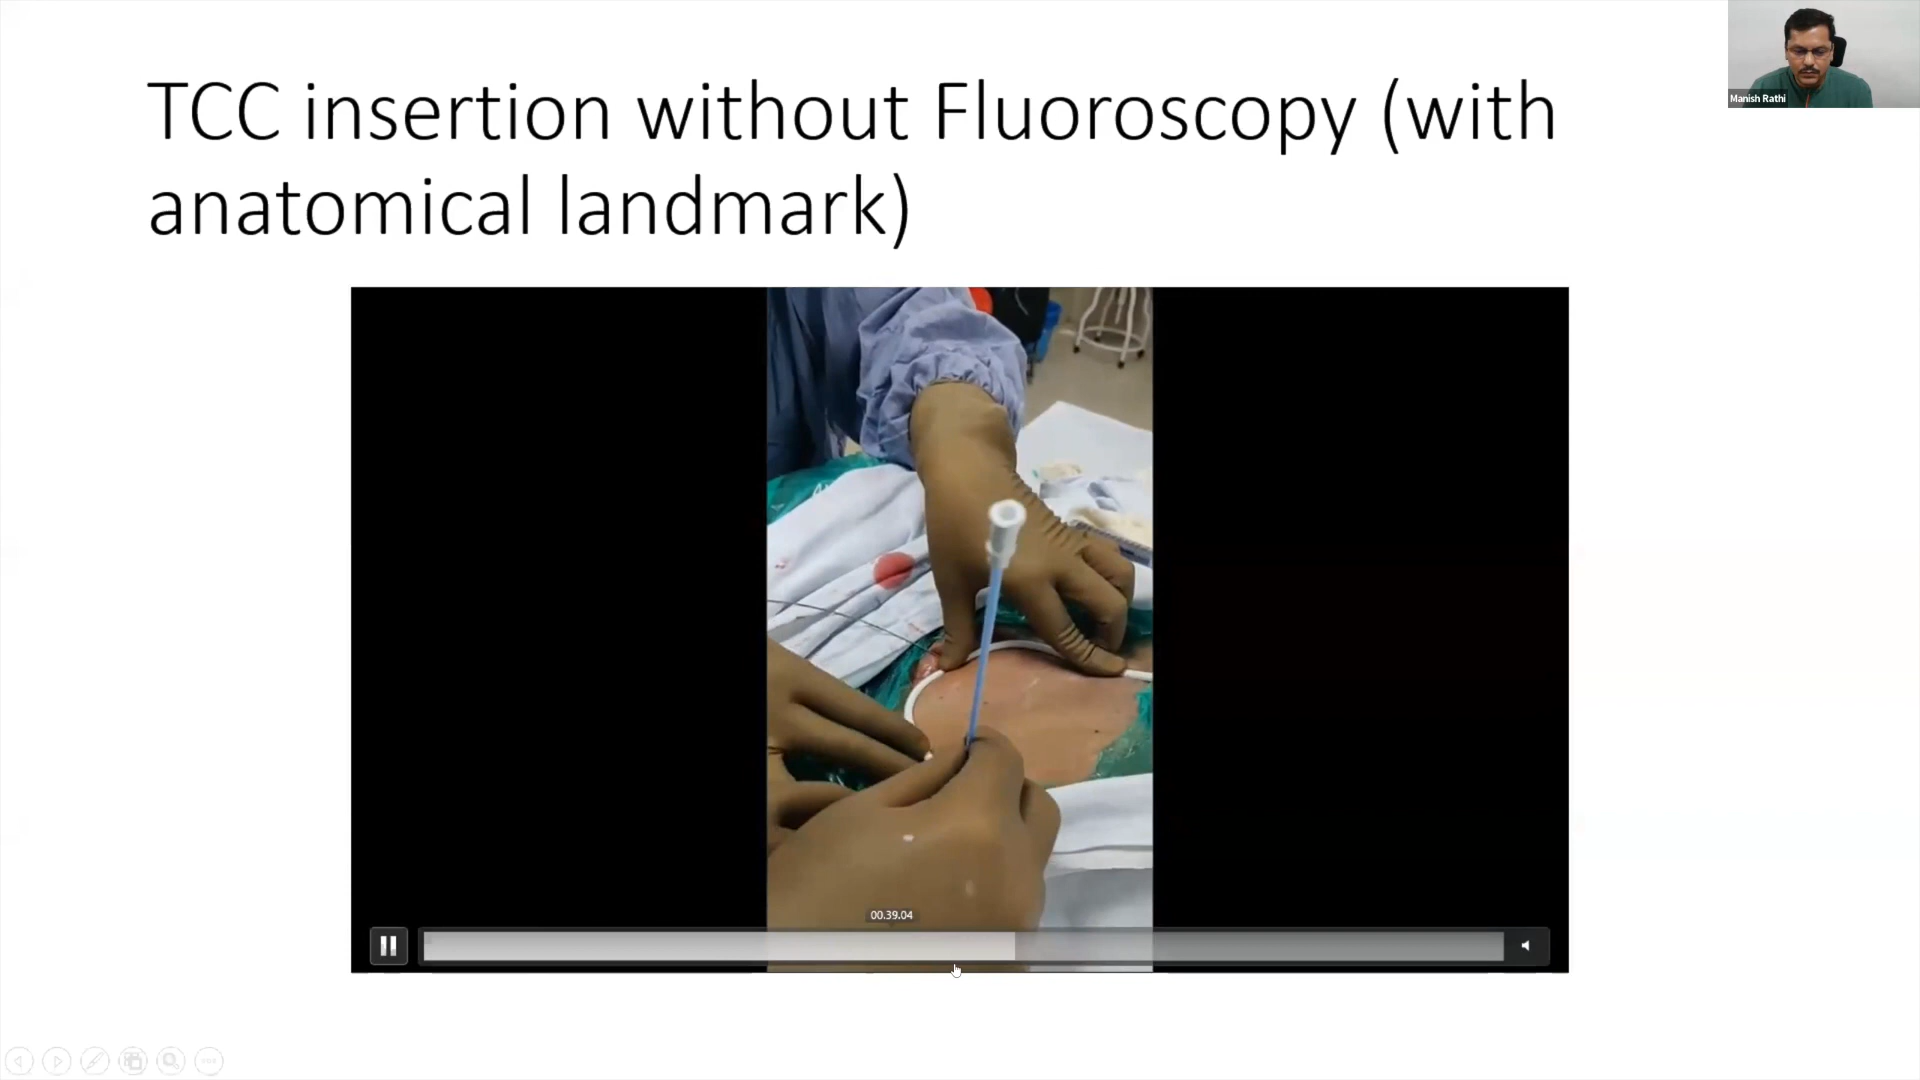 TCC insertion without Fluoroscopy (with
anatomical landmark)
Manish Rathi
00.39.04